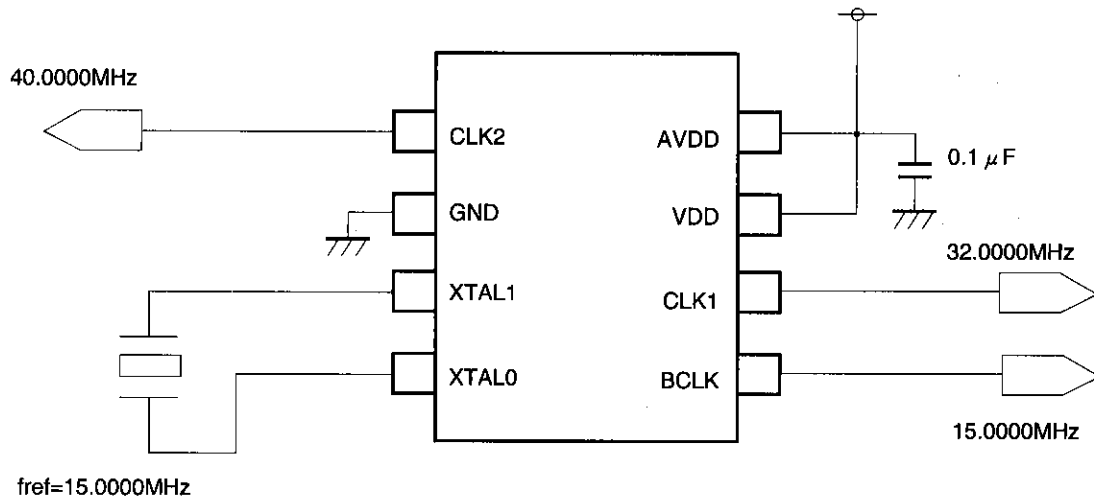 40.0000MHz
CLK2
AVDD
0.1 μF
GND
VDD
32.0000MHz
XTAL1
CLK1
XTAL0
BCLK
15.0000MHz
fref=15.0000MHz